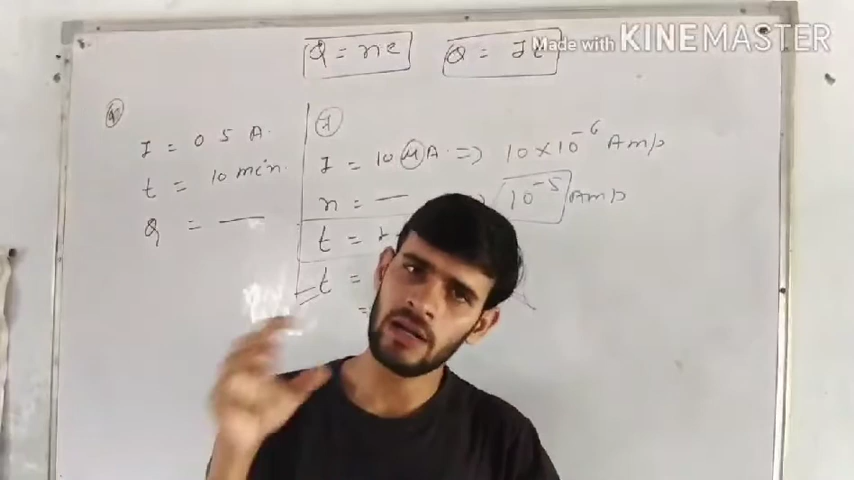 Made with KINEMASTER
Q = ne Q = It
I = 0 5 A.
t = 10 min.
Q = —
I = 10 μA. => 10×10⁻⁶ Amp
n = — 10⁻⁵ Amp
t =
t =
=